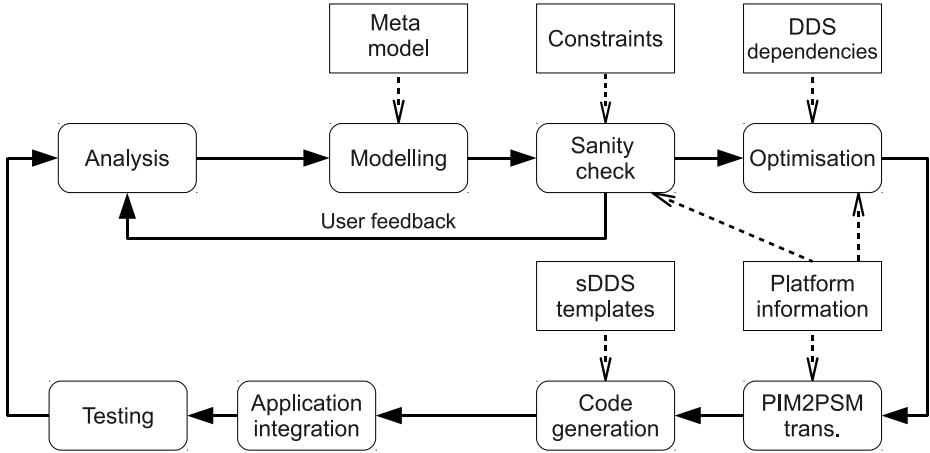 Meta
model
Constraints
DDS
dependencies
Analysis
Modelling
Sanity
check
Optimisation
User feedback
sDDS
templates
Platform
information
Testing
Application
integration
Code
generation
PIM2PSM
trans.